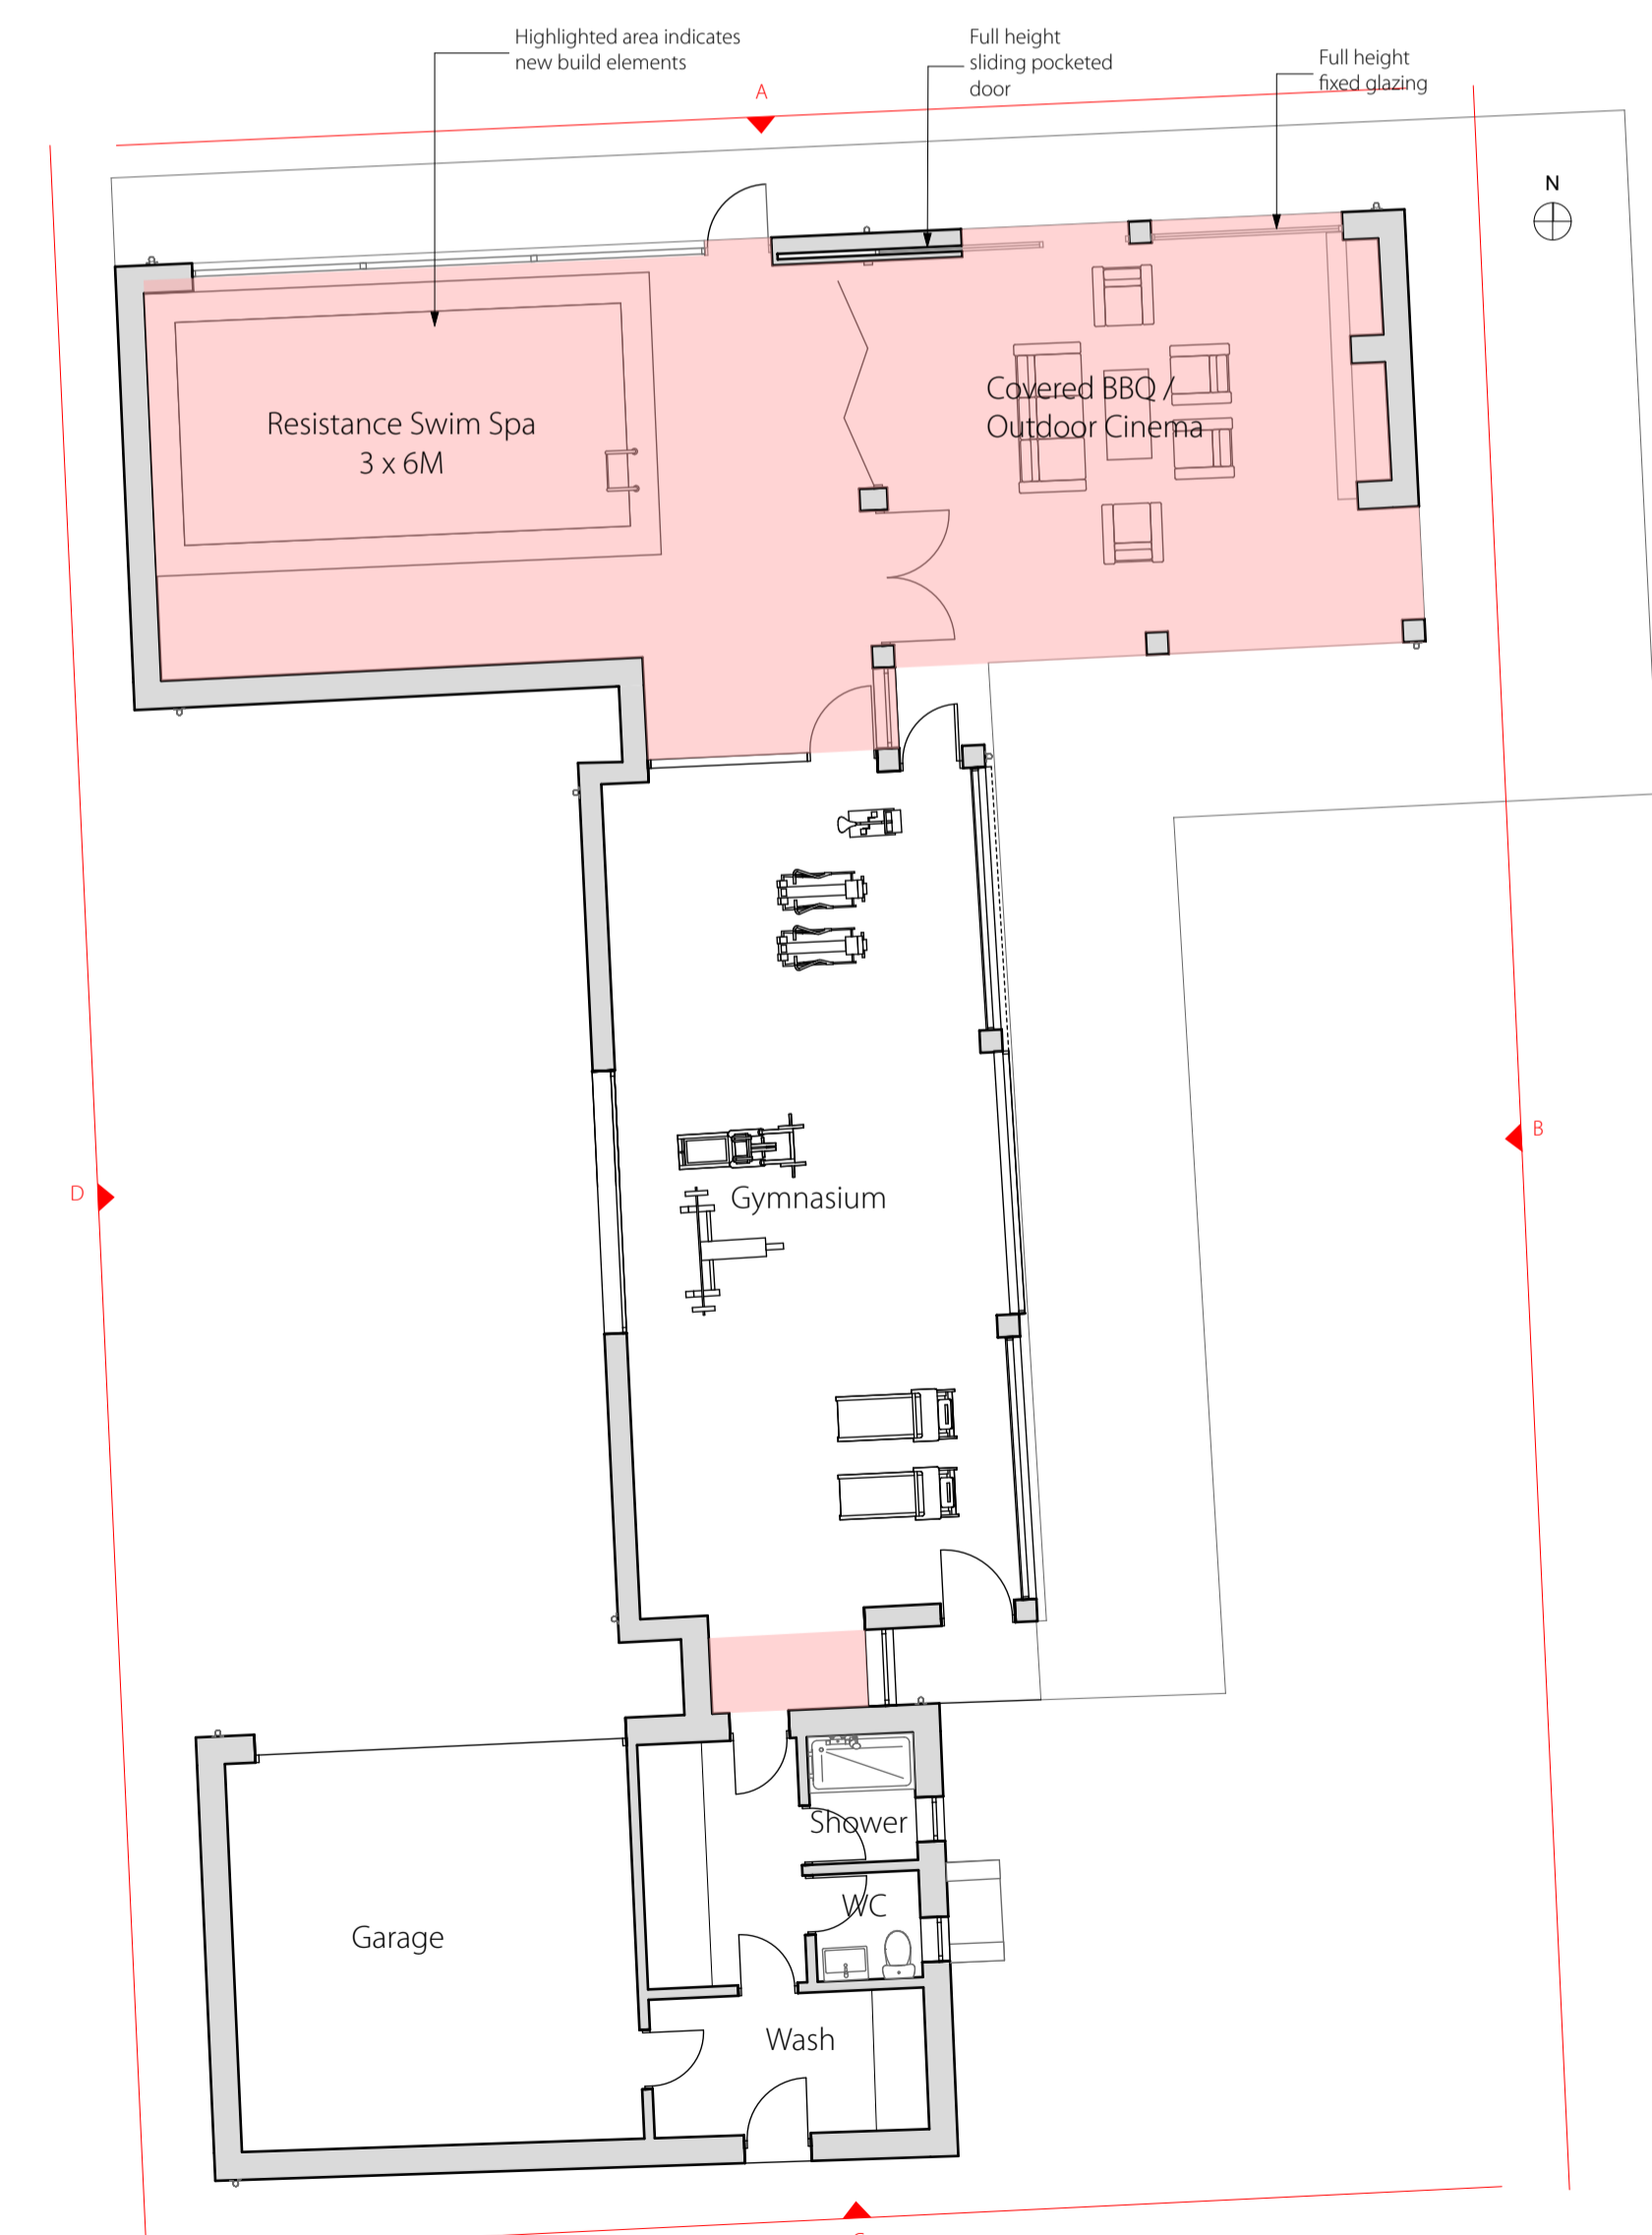 Highlighted area indicates
new build elements
Full height
sliding pocketed
door
Full height
fixed glazing
A
N
Resistance Swim Spa
3 x 6M
Covered BBQ /
Outdoor Cinema
B
D
Gymnasium
Shower
WC
Garage
Wash